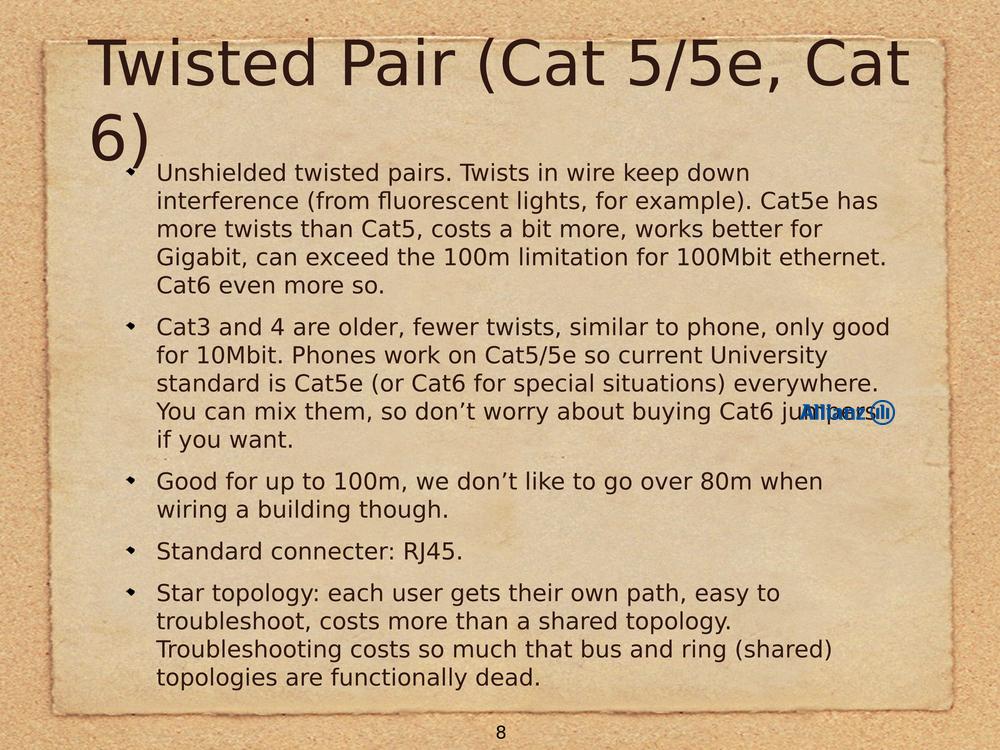 Twisted Pair (Cat 5/5e, Cat
6)
Unshielded twisted pairs. Twists in wire keep down
interference (from fluorescent lights, for example). Cat5e has
more twists than Cat5, costs a bit more, works better for
Gigabit, can exceed the 100m limitation for 100Mbit ethernet.
Cat6 even more so.
Cat3 and 4 are older, fewer twists, similar to phone, only good
for 10Mbit. Phones work on Cat5/5e so current University
standard is Cat5e (or Cat6 for special situations) everywhere.
You can mix them, so don’t worry about buying Cat6 jumpers
if you want.
Allianz
Good for up to 100m, we don’t like to go over 80m when
wiring a building though.
Standard connecter: RJ45.
Star topology: each user gets their own path, easy to
troubleshoot, costs more than a shared topology.
Troubleshooting costs so much that bus and ring (shared)
topologies are functionally dead.
8